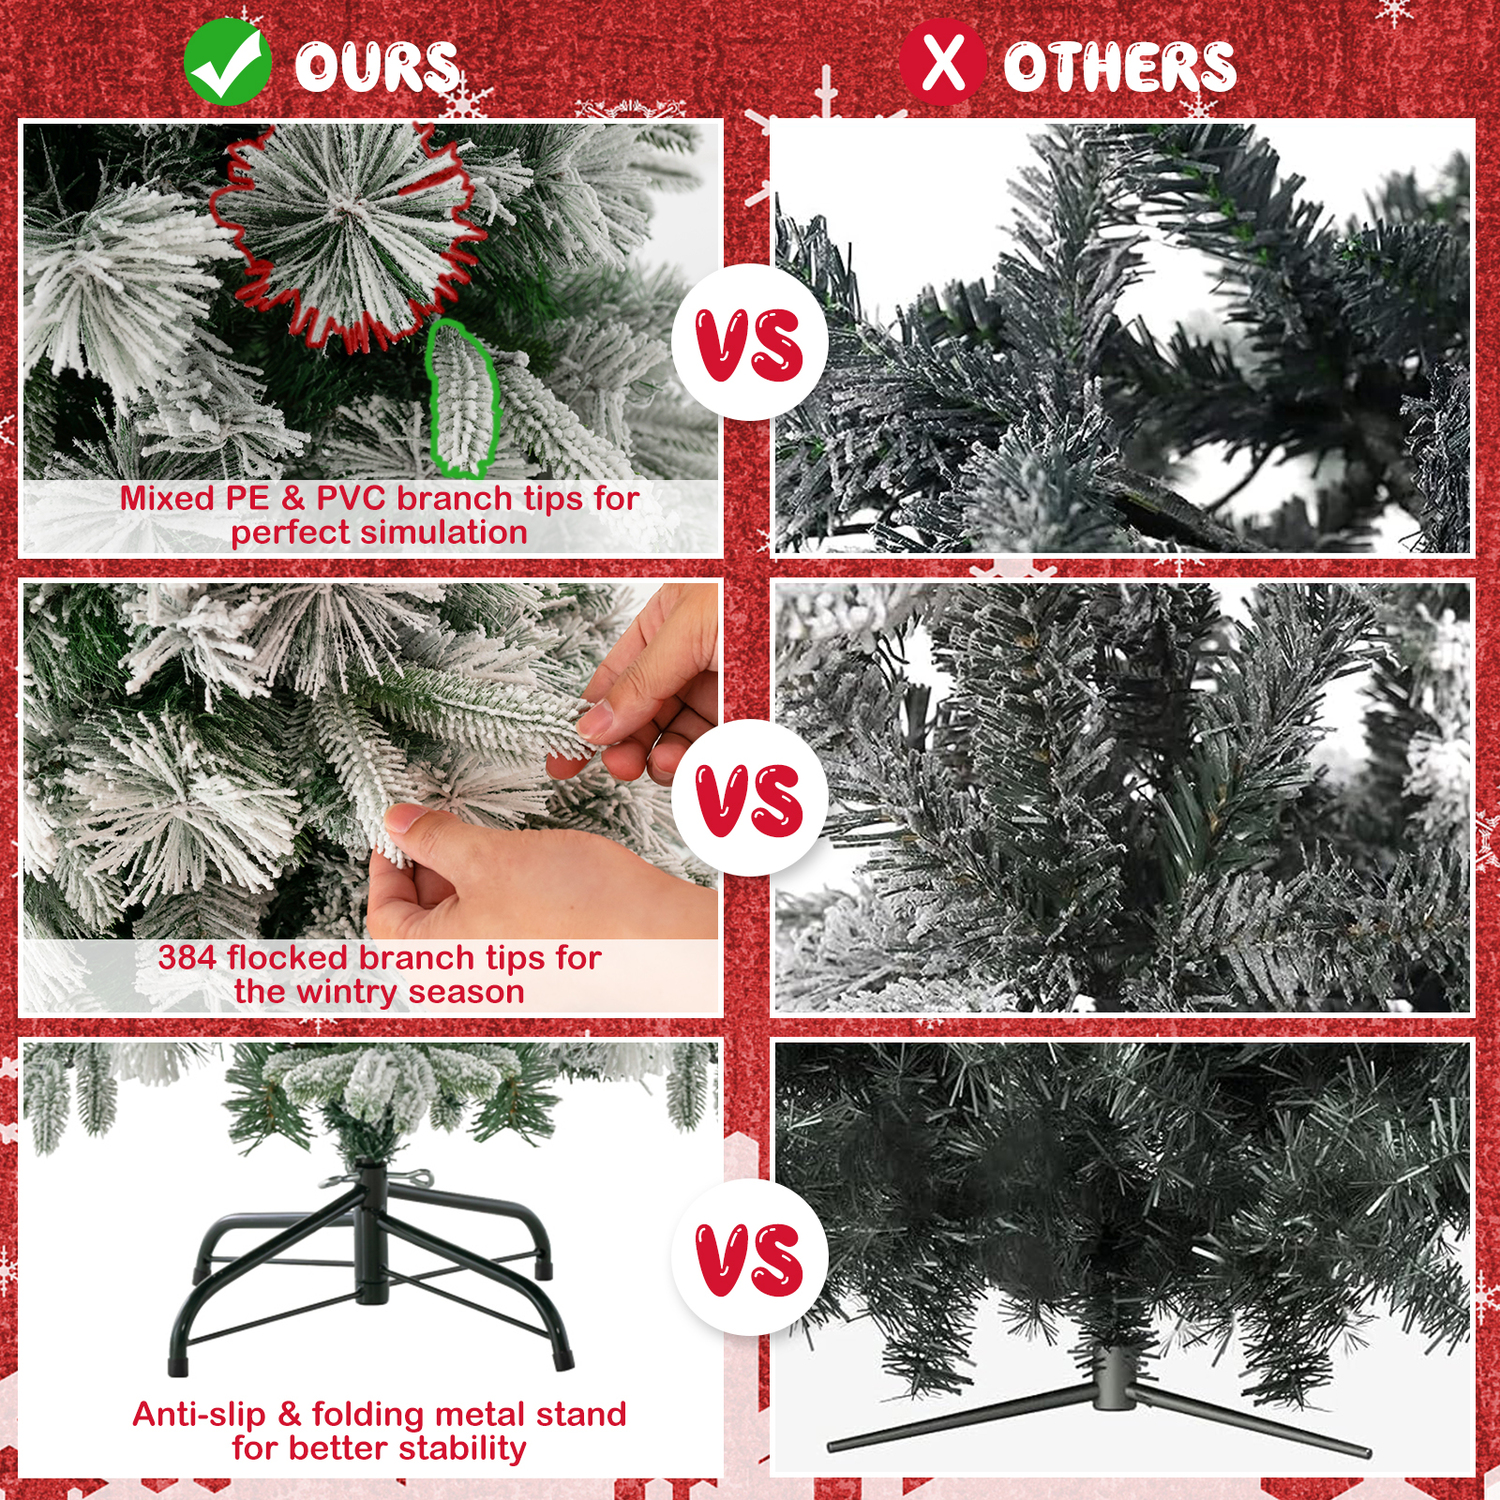 OURS
OTHERS
VS
Mixed PE & PVC branch tips for
perfect simulation
VS
384 flocked branch tips for
the wintry season
VS
Anti-slip & folding metal stand
for better stability